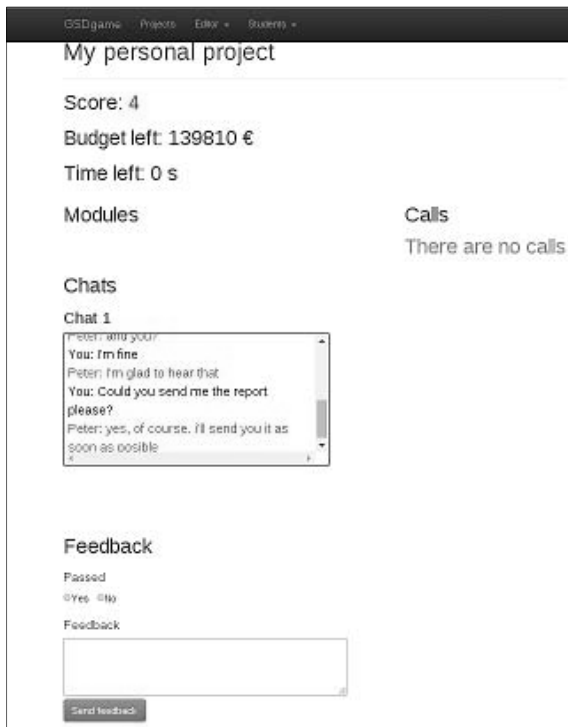 GSDgame Projects Editor Students
My personal project
Score: 4
Budget left: 139810 €
Time left: 0 s
Modules
Calls
There are no calls
Chats
Chat 1
Peter: and you?
You: I'm fine
Peter: I'm glad to hear that
You: Could you send me the report
please?
Peter: yes, of course, i'll send you it as
soon as posible
Feedback
Passed
Yes No
Feedback
Send feedback